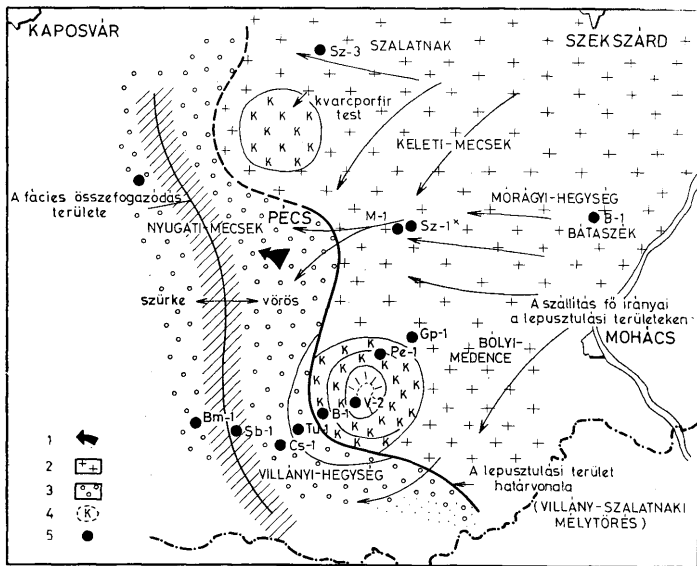 KAPOSVÁR
SZEKSZÁRD
Sz-3
SZALATNAK
kvarcporfir
test
KELETI-MECSEK
A fácies összefogazódás
területe
NYUGATI-MECSEK
PÉCS
M-1
Sz-1ˣ
MÓRÁGYI-HEGYSÉG
B-1
BÁTASZÉK
szürke
vörös
A szállítás fő irányai
a lepusztulási területeken
MOHÁCS
Gp-1
BÓLYI-
MEDENCE
Pe-1
V-2
B-1
Tu-1
Cs-1
Sb-1
Bm-1
VILLÁNYI-HEGYSÉG
A lepusztulási terület
határvonala
(VILLÁNY-SZALATNAKI
MÉLYTÖRÉS)
1
2
3
4 K
5